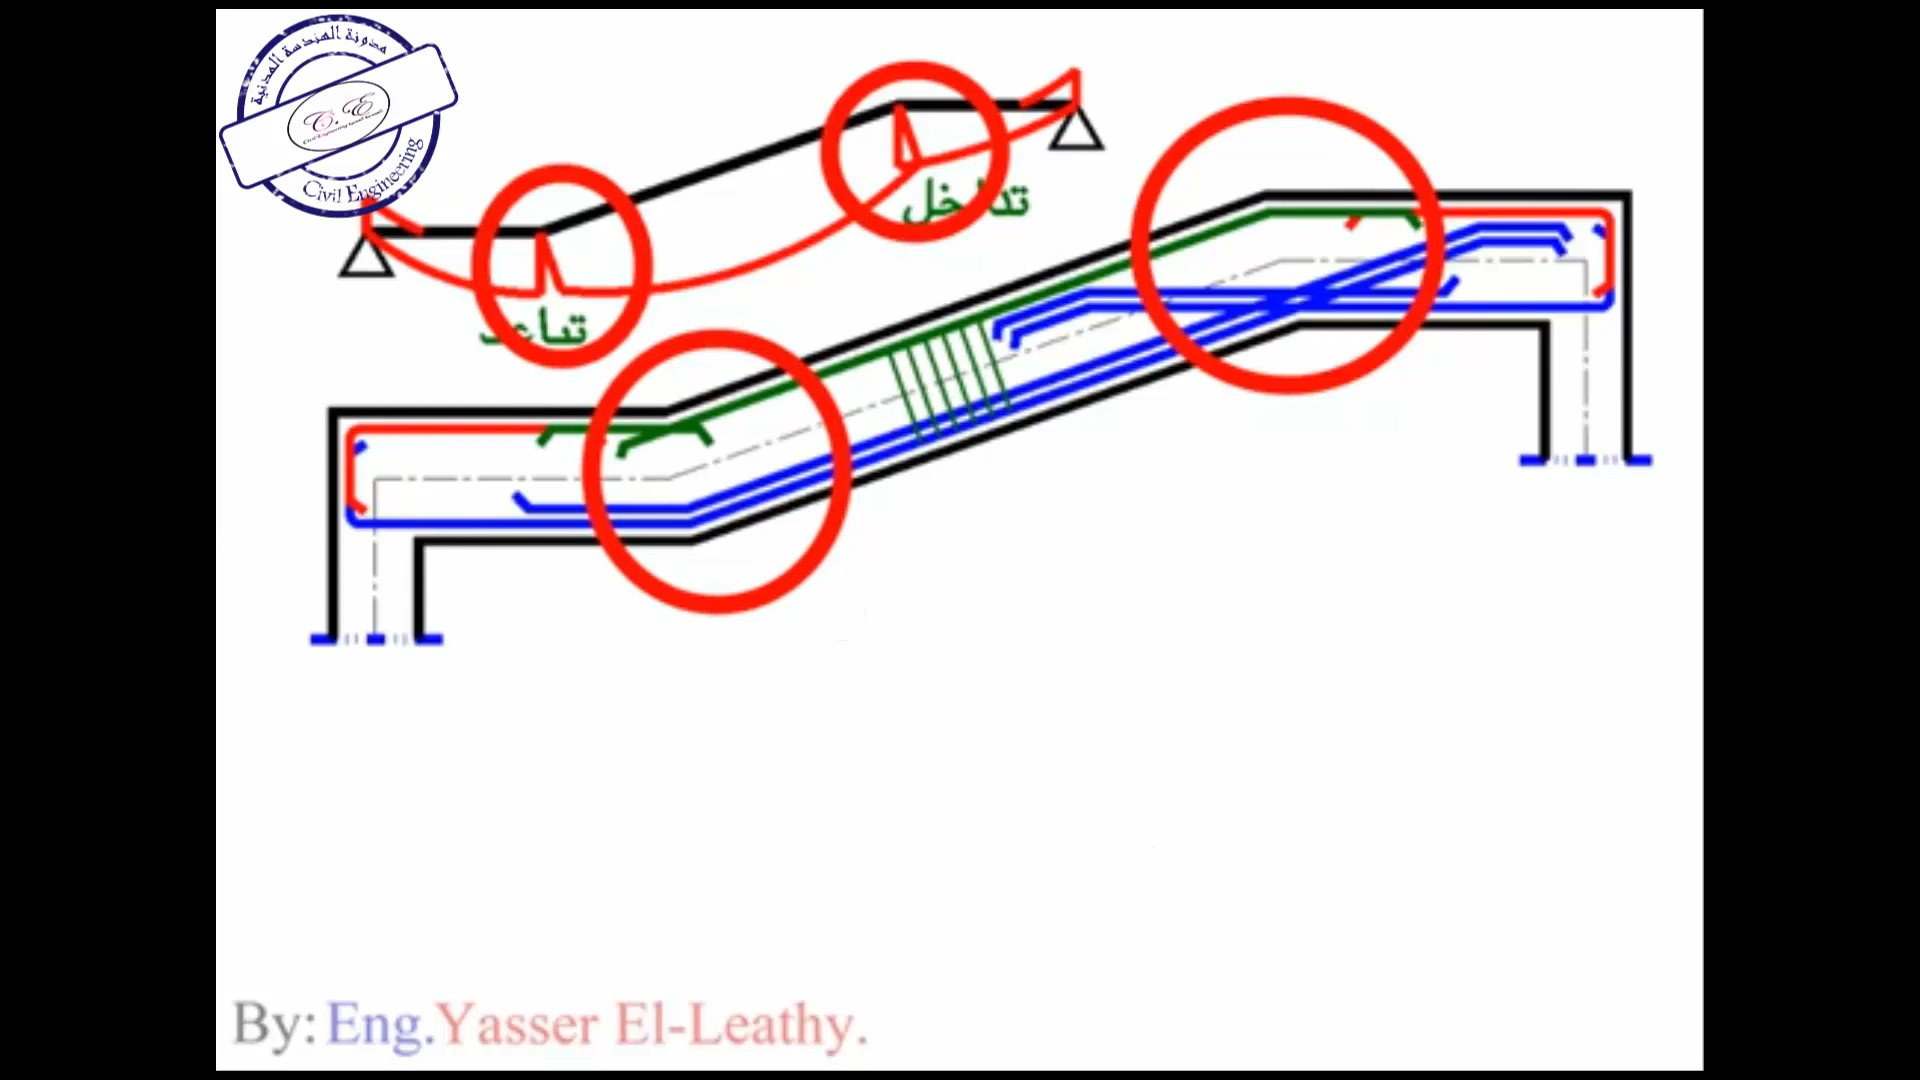 مدونة الهندسة المدنية
C.E
Civil Engineering
تداخل
تباعد
By: Eng.Yasser El-Leathy.